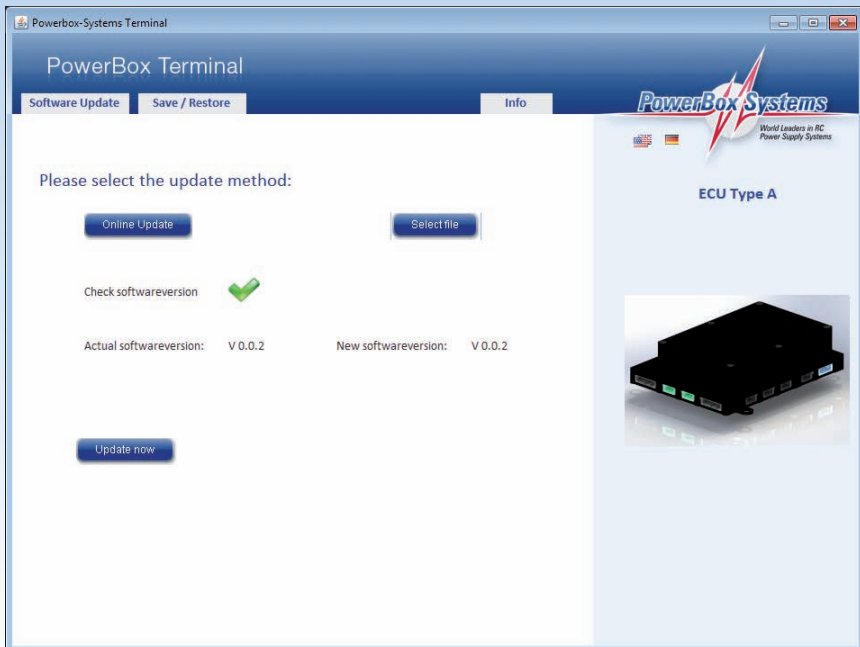 Powerbox-Systems Terminal
PowerBox Terminal
Software Update Save / Restore Info
PowerBox Systems
World Leaders in RC
Power Supply Systems
Please select the update method:
ECU Type A
Online Update Select file
Check softwareversion
Actual softwareversion: V 0.0.2 New softwareversion: V 0.0.2
Update now